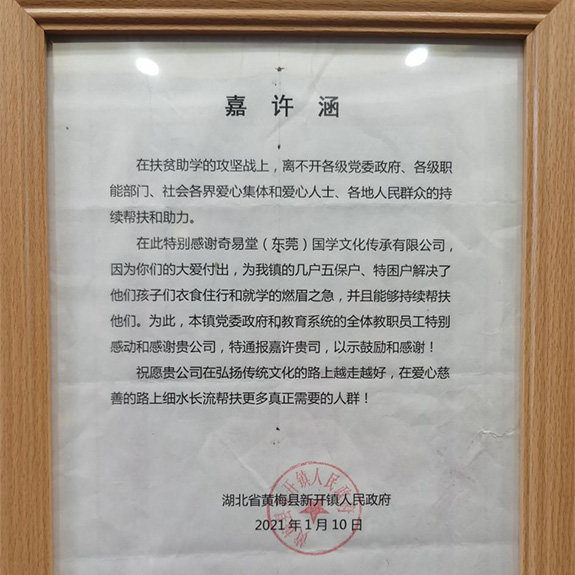 嘉许涵
在扶贫助学的攻坚战上，离不开各级党委政府、各级职
能部门、社会各界爱心集体和爱心人士、各地人民群众的持
续帮扶和助力。
在此特别感谢奇易堂（东莞）国学文化传承有限公司，
因为你们的大爱付出，为我镇的几户五保户、特困户解决了
他们孩子们衣食住行和就学的燃眉之急，并且能够持续帮扶
他们。为此，本镇党委政府和教育系统的全体教职员工特别
感动和感谢贵公司，特通报嘉许贵司，以示鼓励和感谢！
祝愿贵公司在弘扬传统文化的路上越走越好，在爱心慈
善的路上细水长流帮扶更多真正需要的人群！
湖北省黄梅县新开镇人民政府
2021年1月10日